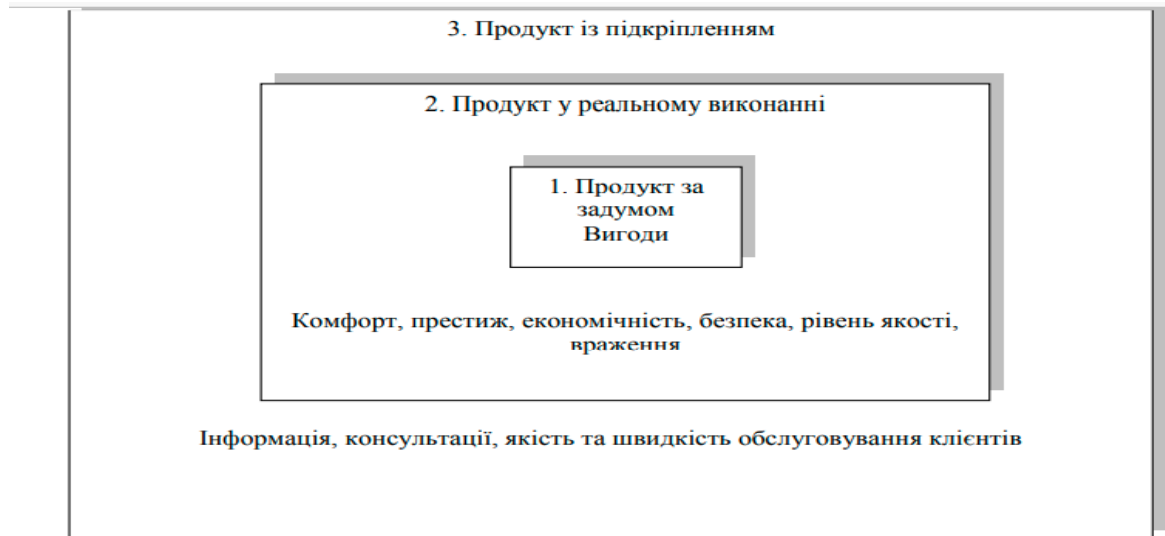 3. Продукт із підкріпленням
2. Продукт у реальному виконанні
1. Продукт за
задумом
Вигоди
Комфорт, престиж, економічність, безпека, рівень якості,
враження
Інформація, консультації, якість та швидкість обслуговування клієнтів